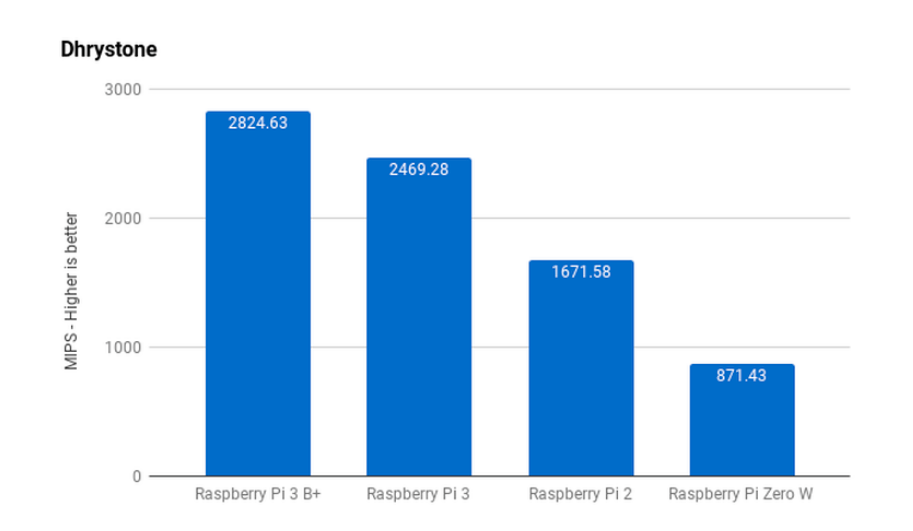 Dhrystone
3000
2824.63
2469.28
2000
1671.58
MIPS - Higher is better
1000
871.43
0
Raspberry Pi 3 B+
Raspberry Pi 3
Raspberry Pi 2
Raspberry Pi Zero W